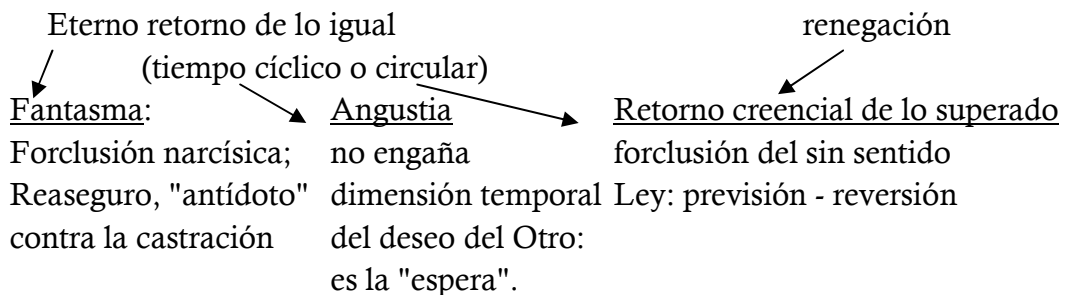 Eterno retorno de lo igual renegación
(tiempo cíclico o circular)
Fantasma: Angustia Retorno creencial de lo superado
Forclusión narcísica; no engaña forclusión del sin sentido
Reaseguro, "antídoto" dimensión temporal Ley: previsión - reversión
contra la castración del deseo del Otro:
es la "espera".